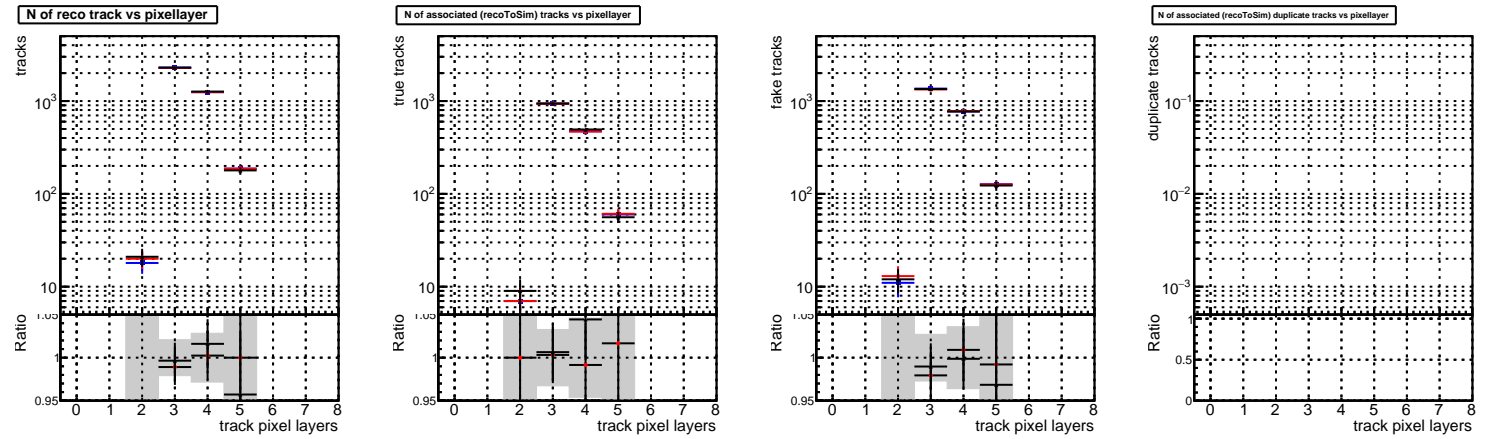 N of reco track vs pixellayer
tracks
10³
10²
10
1.05
Ratio
1
0.95
0 1 2 3 4 5 6 7 8
track pixel layers
N of associated (recoToSim) tracks vs pixellayer
true tracks
10³
10²
10
1.05
Ratio
1
0.95
0 1 2 3 4 5 6 7 8
track pixel layers
fake tracks
10³
10²
10
1.05
Ratio
1
0.95
0 1 2 3 4 5 6 7 8
track pixel layers
N of associated (recoToSim) duplicate tracks vs pixellayer
duplicate tracks
10⁻¹
10⁻²
10⁻³
Ratio
1
0.5
0
0 1 2 3 4 5 6 7 8
track pixel layers